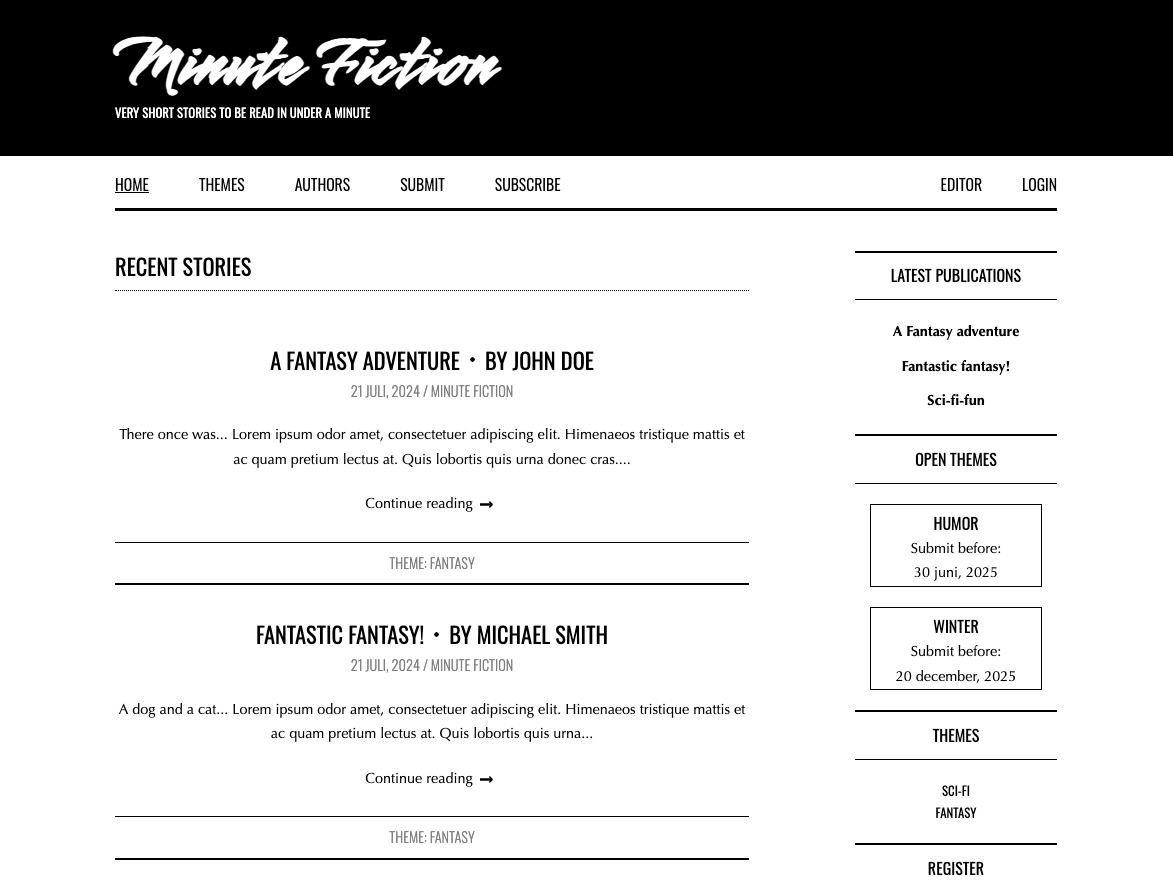 Minute Fiction
VERY SHORT STORIES TO BE READ IN UNDER A MINUTE
HOME THEMES AUTHORS SUBMIT SUBSCRIBE EDITOR LOGIN
RECENT STORIES
A FANTASY ADVENTURE • BY JOHN DOE
21 JULI, 2024 / MINUTE FICTION
There once was... Lorem ipsum odor amet, consectetuer adipiscing elit. Himenaeos tristique mattis et
ac quam pretium lectus at. Quis lobortis quis urna donec cras....
Continue reading ➞
THEME: FANTASY
FANTASTIC FANTASY! • BY MICHAEL SMITH
21 JULI, 2024 / MINUTE FICTION
A dog and a cat... Lorem ipsum odor amet, consectetuer adipiscing elit. Himenaeos tristique mattis et
ac quam pretium lectus at. Quis lobortis quis urna...
Continue reading ➞
THEME: FANTASY
LATEST PUBLICATIONS
A Fantasy adventure
Fantastic fantasy!
Sci-fi-fun
OPEN THEMES
HUMOR
Submit before:
30 juni, 2025
WINTER
Submit before:
20 december, 2025
THEMES
SCI-FI
FANTASY
REGISTER